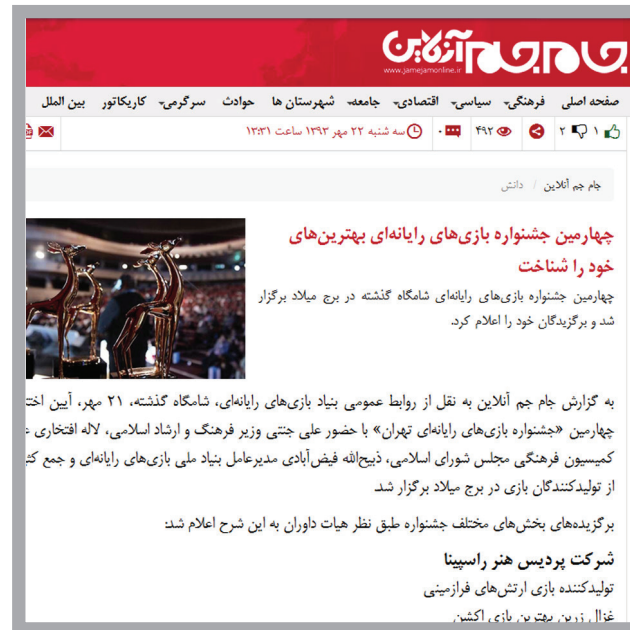 جام جم آنلاین
www.jamejamonline.ir
صفحه اصلی فرهنگی سیاسی اقتصادی جامعه شهرستان ها حوادث سرگرمی کاریکاتور بین الملل
۱ ۲ ۴۹۲ ۰ سه شنبه ۲۲ مهر ۱۳۹۳ ساعت ۱۳:۳۱
جام جم آنلاین / دانش
چهارمین جشنواره بازی‌های رایانه‌ای بهترین‌های
خود را شناخت
چهارمین جشنواره بازی‌های رایانه‌ای شامگاه گذشته در برج میلاد برگزار
شد و برگزیدگان خود را اعلام کرد.
به گزارش جام جم آنلاین به نقل از روابط عمومی بنیاد بازی‌های رایانه‌ای، شامگاه گذشته، ۲۱ مهر، آیین
چهارمین «جشنواره بازی‌های رایانه‌ای تهران» با حضور علی جنتی وزیر فرهنگ و ارشاد اسلامی، لاله افتخاری
کمیسیون فرهنگی مجلس شورای اسلامی، ذبیح‌الله فیض‌آبادی مدیرعامل بنیاد ملی بازی‌های رایانه‌ای و جمع
از تولیدکنندگان بازی در برج میلاد برگزار شد.
برگزیده‌های بخش‌های مختلف جشنواره طبق نظر هیات داوران به این شرح اعلام شد:
شرکت پردیس هنر راسپینا
تولیدکننده بازی ارتش‌های فرازمینی
غزال زرین بهترین بازی اکشن